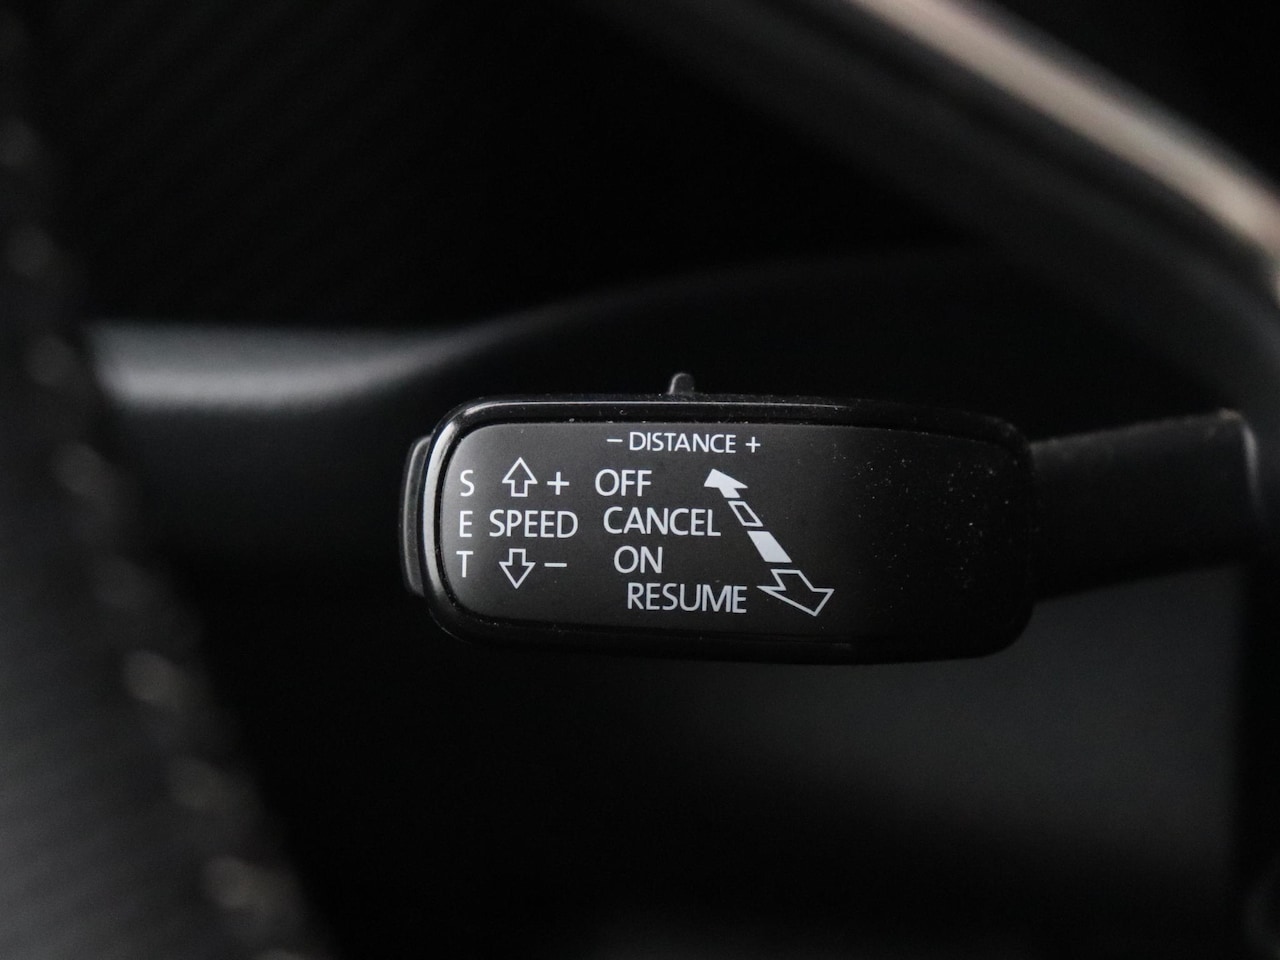 − DISTANCE +
S + OFF
E SPEED CANCEL
T − ON
RESUME